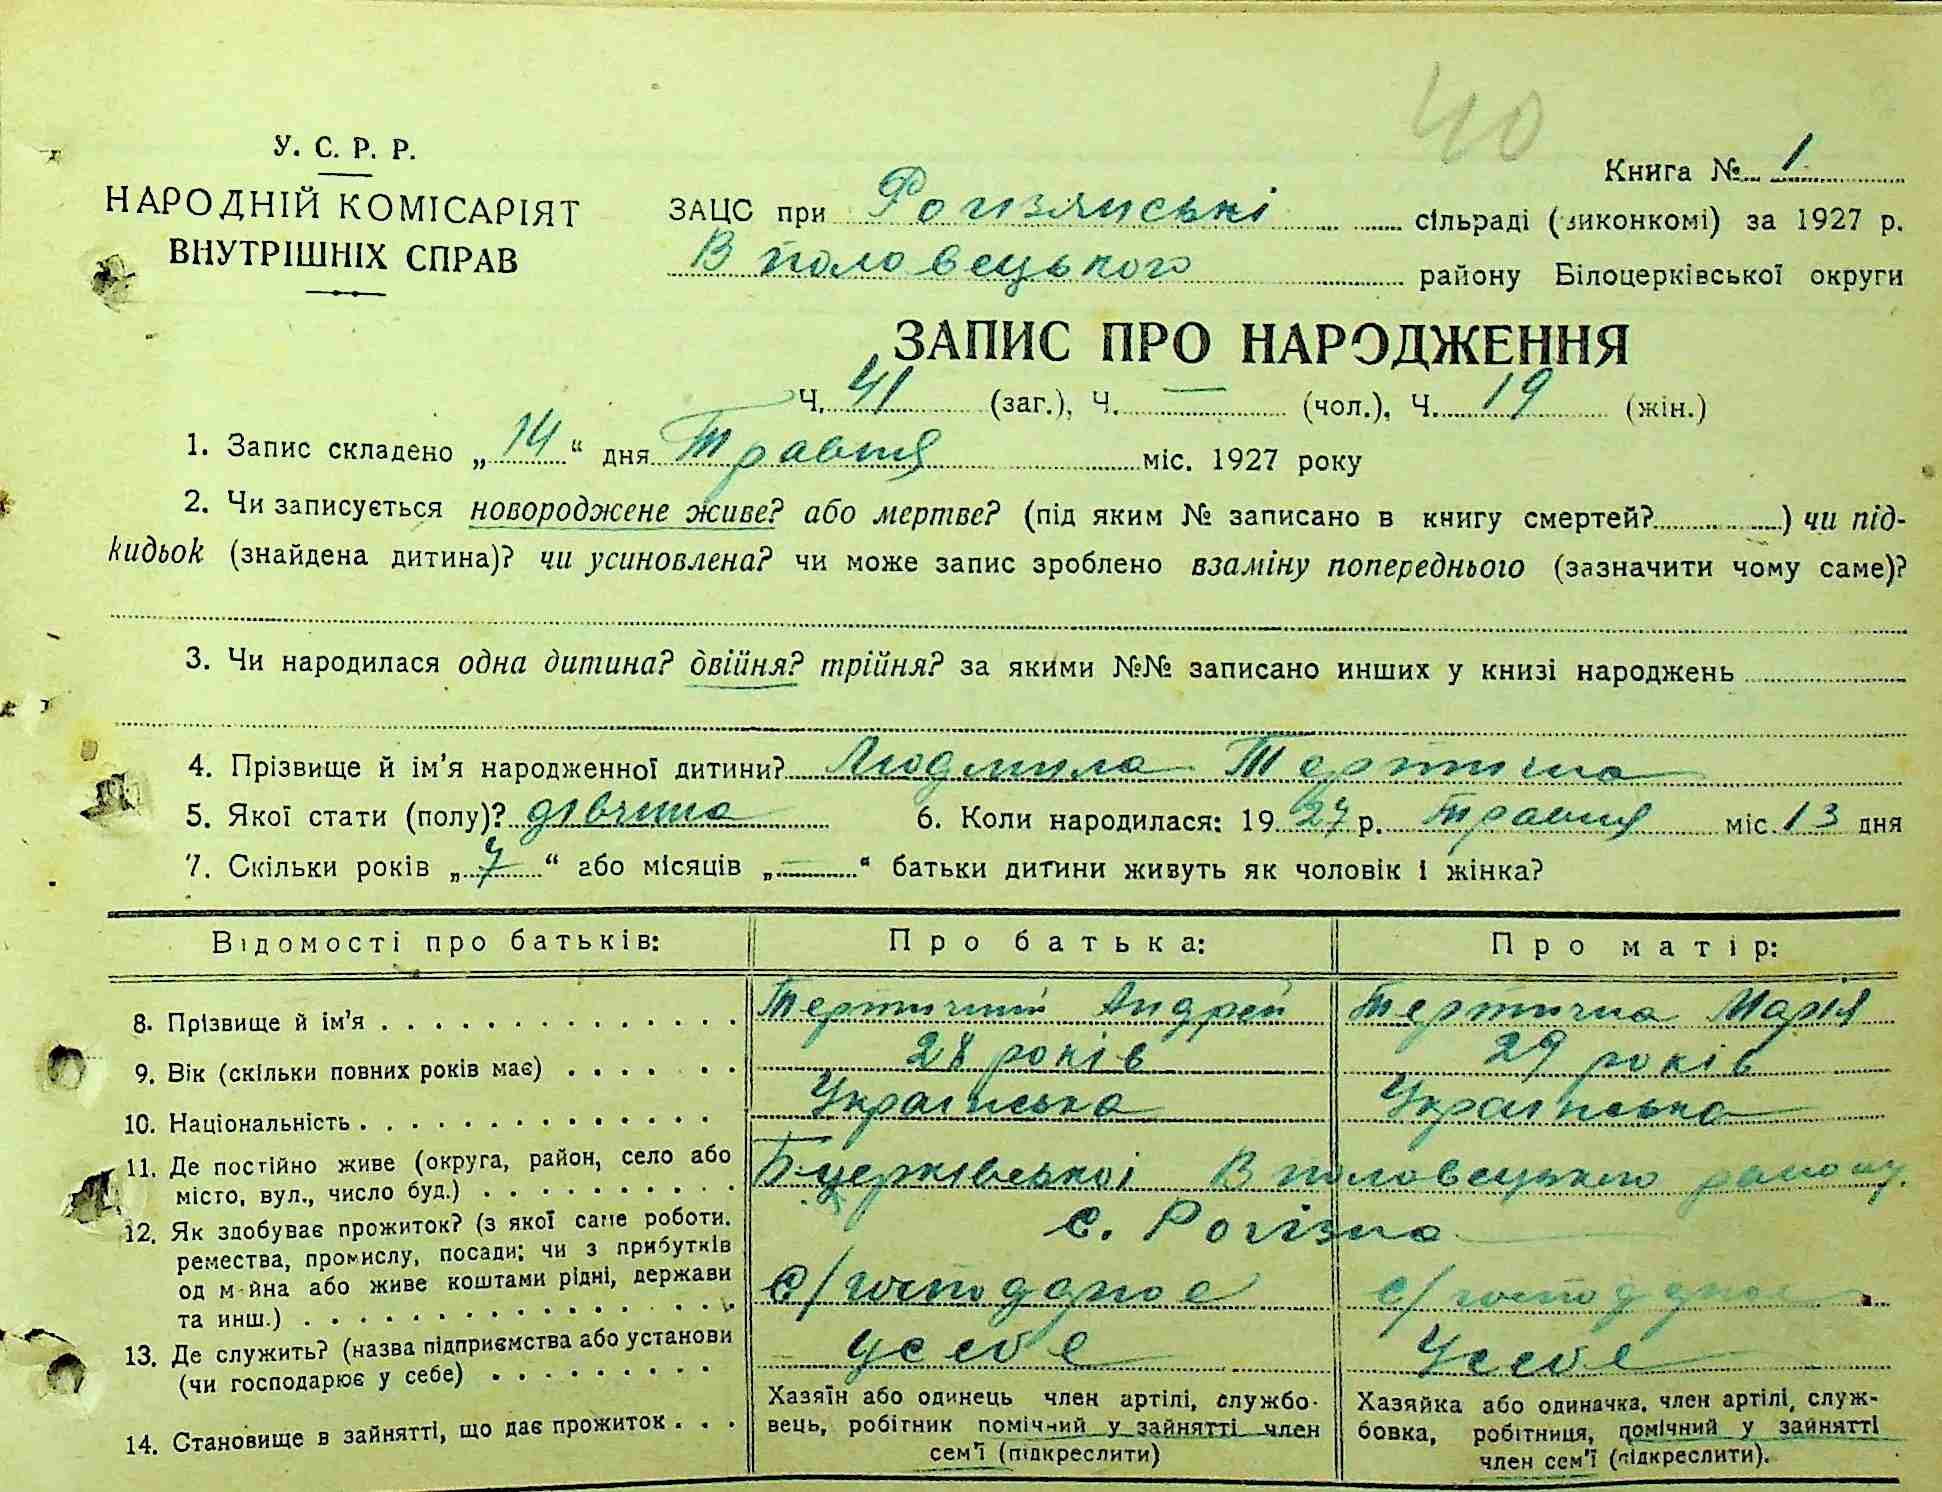 40
У. С. Р. Р.
НАРОДНІЙ КОМІСАРІЯТ
ВНУТРІШНІХ СПРАВ
Книга № 1
ЗАЦС при Рогизянські сільраді (виконкомі) за 1927 р.
В половецького району Білоцерківської округи
ЗАПИС ПРО НАРОДЖЕННЯ
Ч. 41 (заг.), Ч. — (чол.), Ч. 19 (жін.)
1. Запис складено „14“ дня Травня міс. 1927 року
2. Чи записується новороджене живе? або мертве? (під яким № записано в книгу смертей?) чи під-
кидьок (знайдена дитина)? чи усиновлена? чи може запис зроблено взаміну попереднього (зазначити чому саме)?
3. Чи народилася одна дитина? двійня? трійня? за якими №№ записано инших у книзі народжень
4. Прізвище й ім'я народженної дитини? Людмила Тертична
5. Якої стати (полу)? дівчина 6. Коли народилася: 1927 р. травня міс. 13 дня
7. Скільки років „7“ або місяців „—“ батьки дитини живуть як чоловік і жінка?
Відомості про батьків: Про батька: Про матір:
8. Прізвище й ім'я Тертичний Андрей Тертична Марія
9. Вік (скільки повних років має) 28 років 29 років
10. Національність Українська Українська
11. Де постійно живе (округа, район, село або
місто, вул., число буд.) Бцерківської В половецького району.
с. Рогізна
12. Як здобуває прожиток? (з якої саме роботи,
ремества, промислу, посади; чи з прибутків
од майна або живе коштами рідні, держави
та инш.) С/господарює с/господарює
13. Де служить? (назва підприємства або установи
(чи господарює у себе) у себе У себе
14. Становище в зайнятті, що дає прожиток
Хазяїн або одинець член артілі, службо-
вець, робітник помічний у зайнятті член
сем'ї (підкреслити)
Хазяйка або одиначка, член артілі, служ-
бовка, робітниця, помічний у зайнятті
член сем'ї (підкреслити).